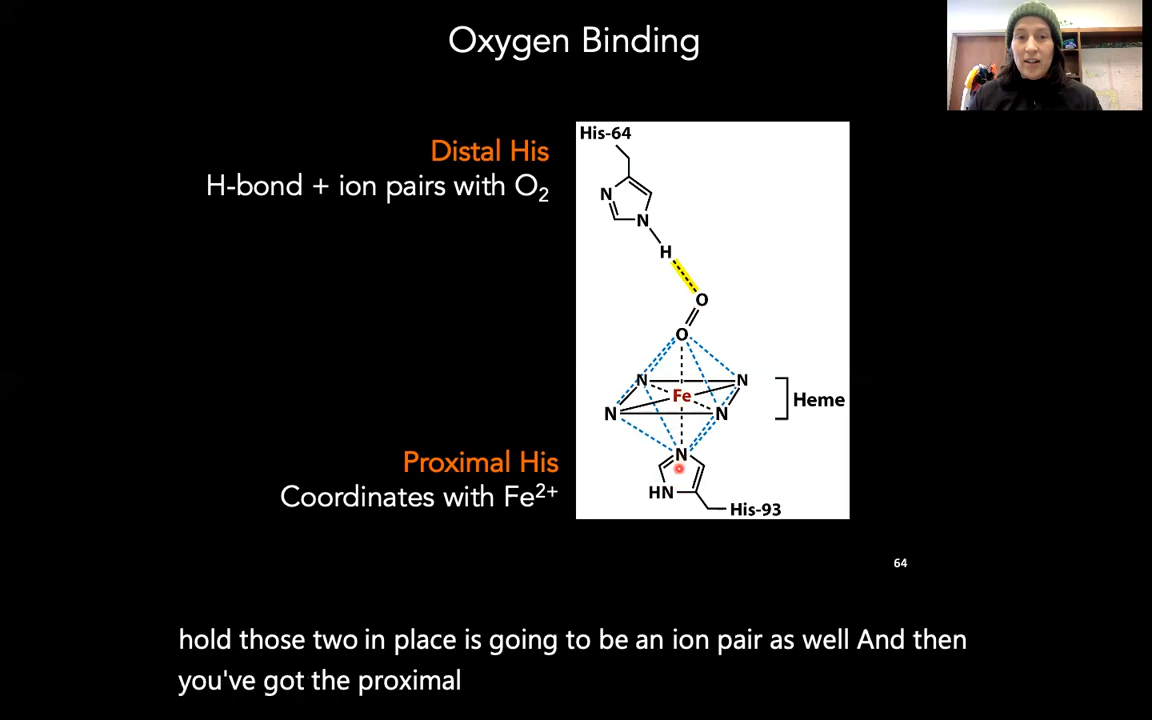 Oxygen Binding
Distal His
H-bond + ion pairs with O₂
His-64
N
N
H
O
O
N
N
Fe
N
N
Heme
Proximal His
Coordinates with Fe²⁺
N
HN
His-93
64
hold those two in place is going to be an ion pair as well And then
you've got the proximal